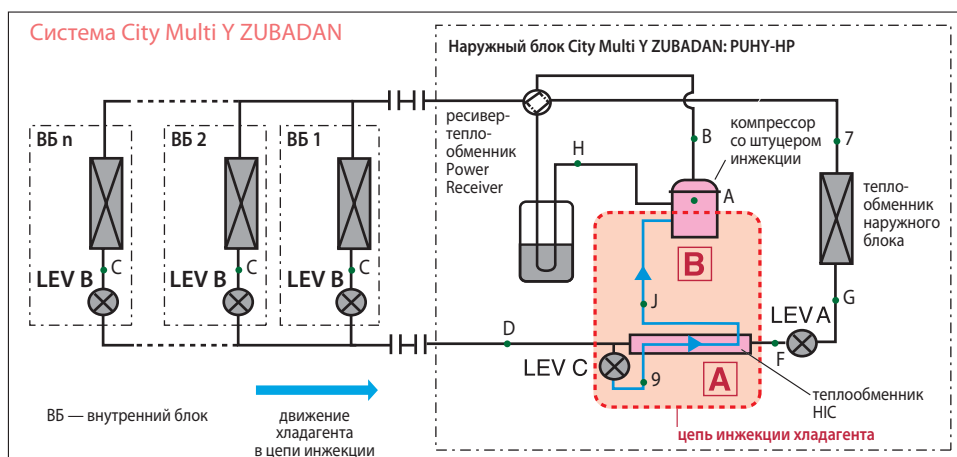 Система City Multi Y ZUBADAN
Наружный блок City Multi Y ZUBADAN: PUHY-HP
ресивер-
тепло-
обменник
Power
Receiver
компрессор
со штуцером
инжекции
B
7
H
A
ВБ n
ВБ 2
ВБ 1
тепло-
обменник
наружного
блока
B
C
C
C
LEV B
LEV B
LEV B
J
G
LEV A
D
F
LEV C
9
A
теплообменник
HIC
ВБ — внутренний блок
движение
хладагента
в цепи инжекции
цепь инжекции хладагента